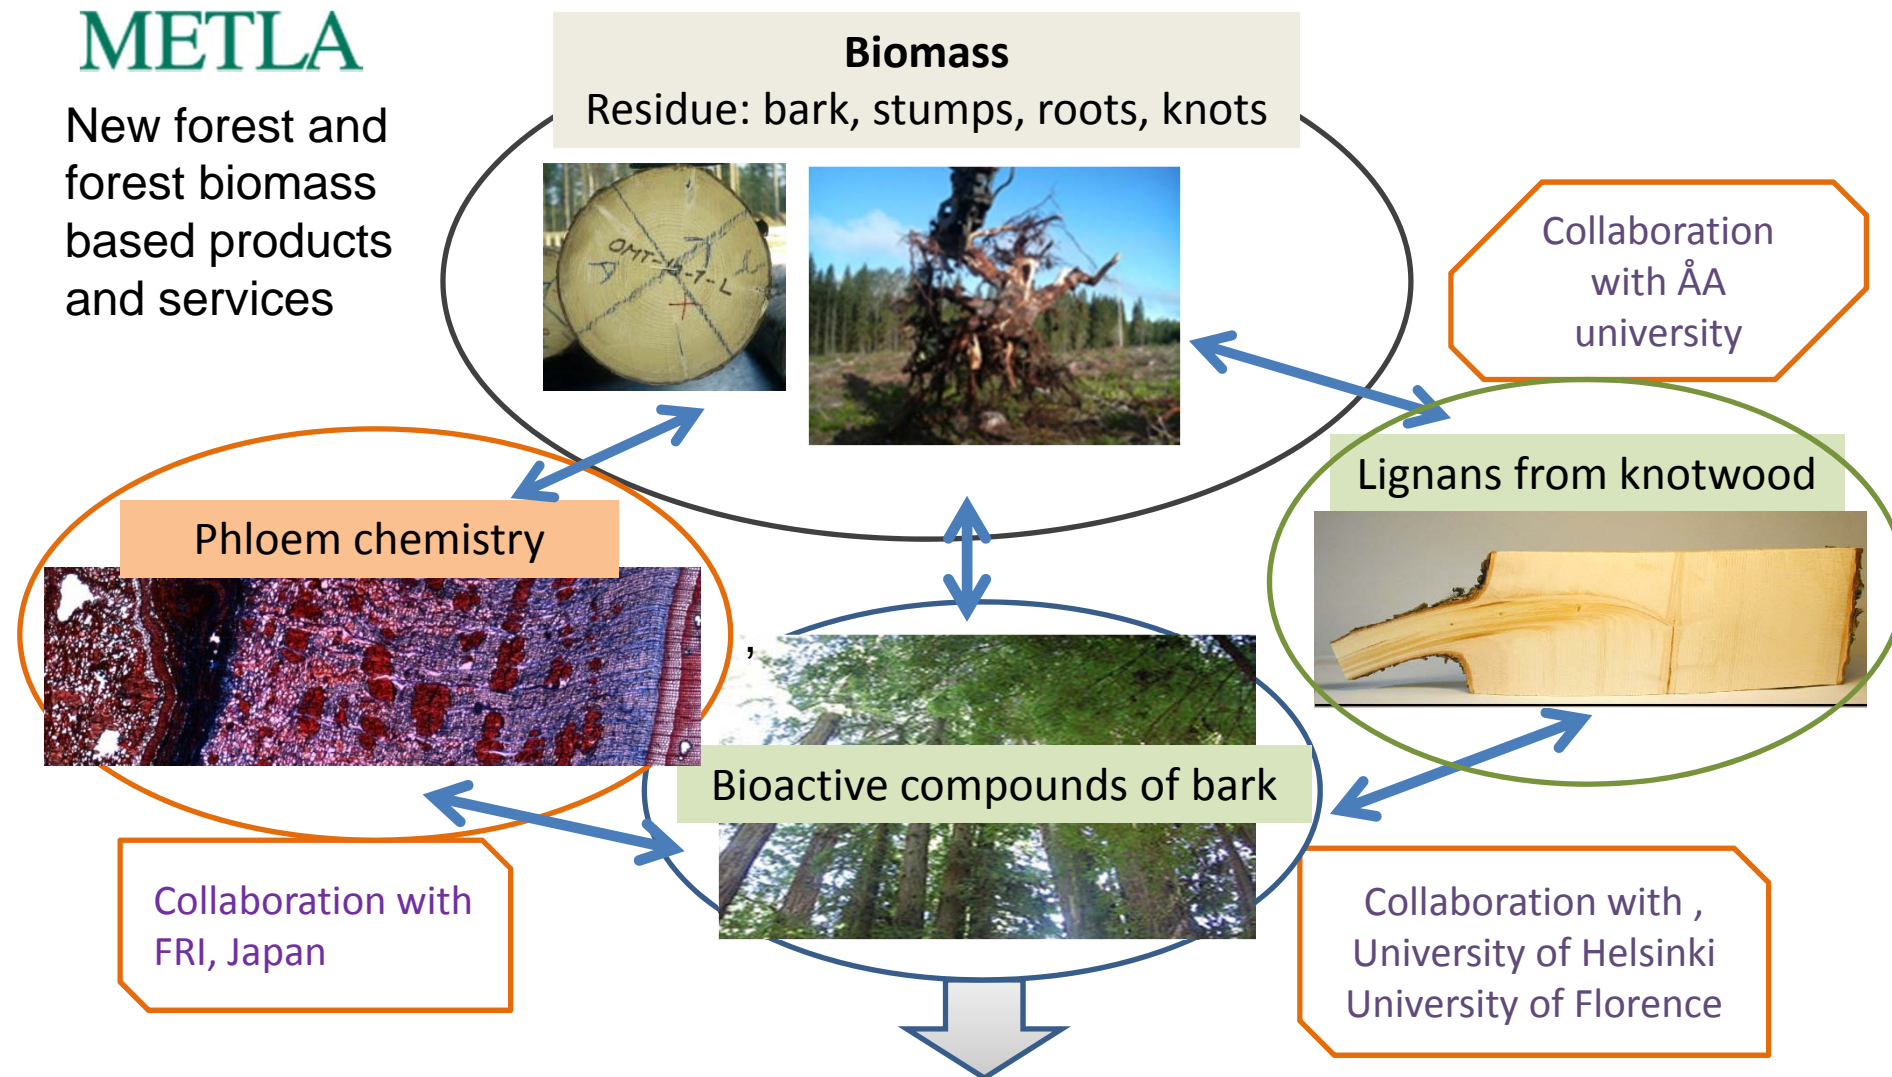 METLA
New forest and
forest biomass
based products
and services
Biomass
Residue: bark, stumps, roots, knots
OMT-
-1-L
Collaboration
with ÅA
university
Lignans from knotwood
Phloem chemistry
,
Bioactive compounds of bark
Collaboration with
FRI, Japan
Collaboration with ,
University of Helsinki
University of Florence